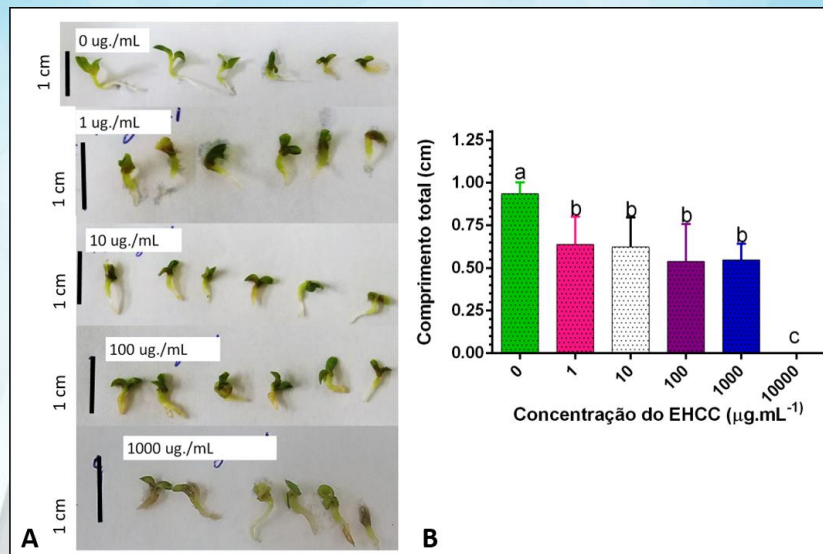 0 ug./mL
1 cm
1 ug./mL
1 cm
10 ug./mL
1 cm
100 ug./mL
1 cm
1000 ug./mL
1 cm
A
Comprimento total (cm)
1.25
1.00
0.75
0.50
0.25
0.00
a
b
b
b
b
c
0
1
10
100
1000
10000
Concentração do EHCC (µg.mL⁻¹)
B